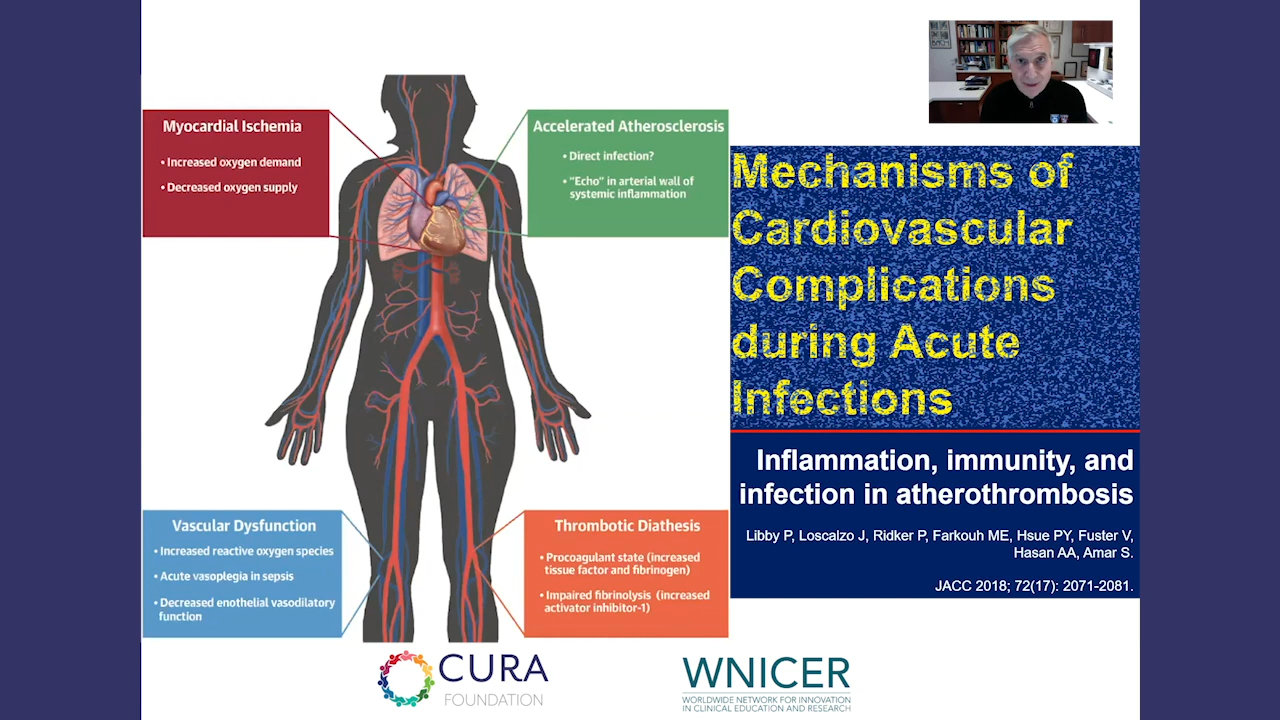 Myocardial Ischemia
• Increased oxygen demand
• Decreased oxygen supply
Accelerated Atherosclerosis
• Direct infection?
• “Echo” in arterial wall of
systemic inflammation
Vascular Dysfunction
• Increased reactive oxygen species
• Acute vasoplegia in sepsis
• Decreased enothelial vasodilatory
function
Thrombotic Diathesis
• Procoagulant state (increased
tissue factor and fibrinogen)
• Impaired fibrinolysis (increased
activator inhibitor-1)
Mechanisms of
Cardiovascular
Complications
during Acute
Infections
Inflammation, immunity, and
infection in atherothrombosis
Libby P, Loscalzo J, Ridker P, Farkouh ME, Hsue PY, Fuster V,
Hasan AA, Amar S.
JACC 2018; 72(17): 2071-2081.
CURA
FOUNDATION
WNICER
WORLDWIDE NETWORK FOR INNOVATION
IN CLINICAL EDUCATION AND RESEARCH